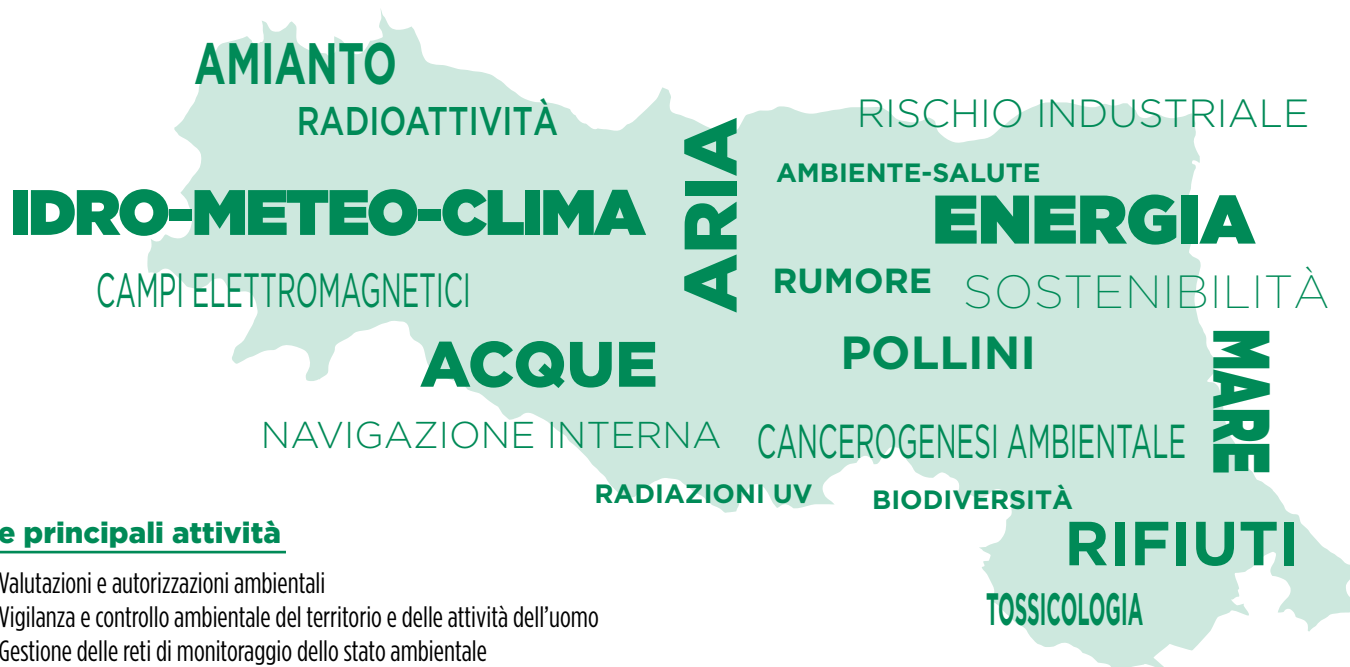 AMIANTO
RADIOATTIVITÀ
RISCHIO INDUSTRIALE
ARIA
AMBIENTE-SALUTE
IDRO-METEO-CLIMA
ENERGIA
CAMPI ELETTROMAGNETICI
RUMORE
SOSTENIBILITÀ
ACQUE
POLLINI
MARE
NAVIGAZIONE INTERNA
CANCEROGENESI AMBIENTALE
RADIAZIONI UV
BIODIVERSITÀ
RIFIUTI
TOSSICOLOGIA
e principali attività
Valutazioni e autorizzazioni ambientali
Vigilanza e controllo ambientale del territorio e delle attività dell'uomo
Gestione delle reti di monitoraggio dello stato ambientale